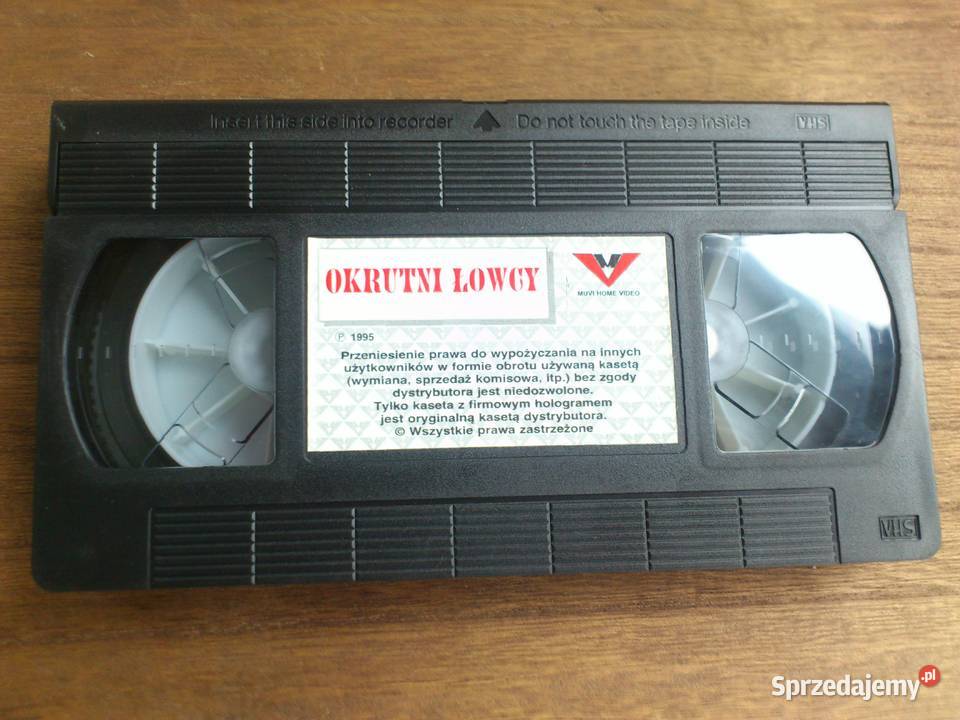 Insert this side into recorder Do not touch the tape inside VHS
OKRUTNI ŁOWCY
MUVI HOME VIDEO
Ⓟ 1995
Przeniesienie prawa do wypożyczania na innych
użytkowników w formie obrotu używaną kasetą
(wymiana, sprzedaż komisowa, itp.) bez zgody
dystrybutora jest niedozwolone.
Tylko kaseta z firmowym hologramem
jest oryginalną kasetą dystrybutora.
© Wszystkie prawa zastrzeżone
VHS
Sprzedajemy.pl